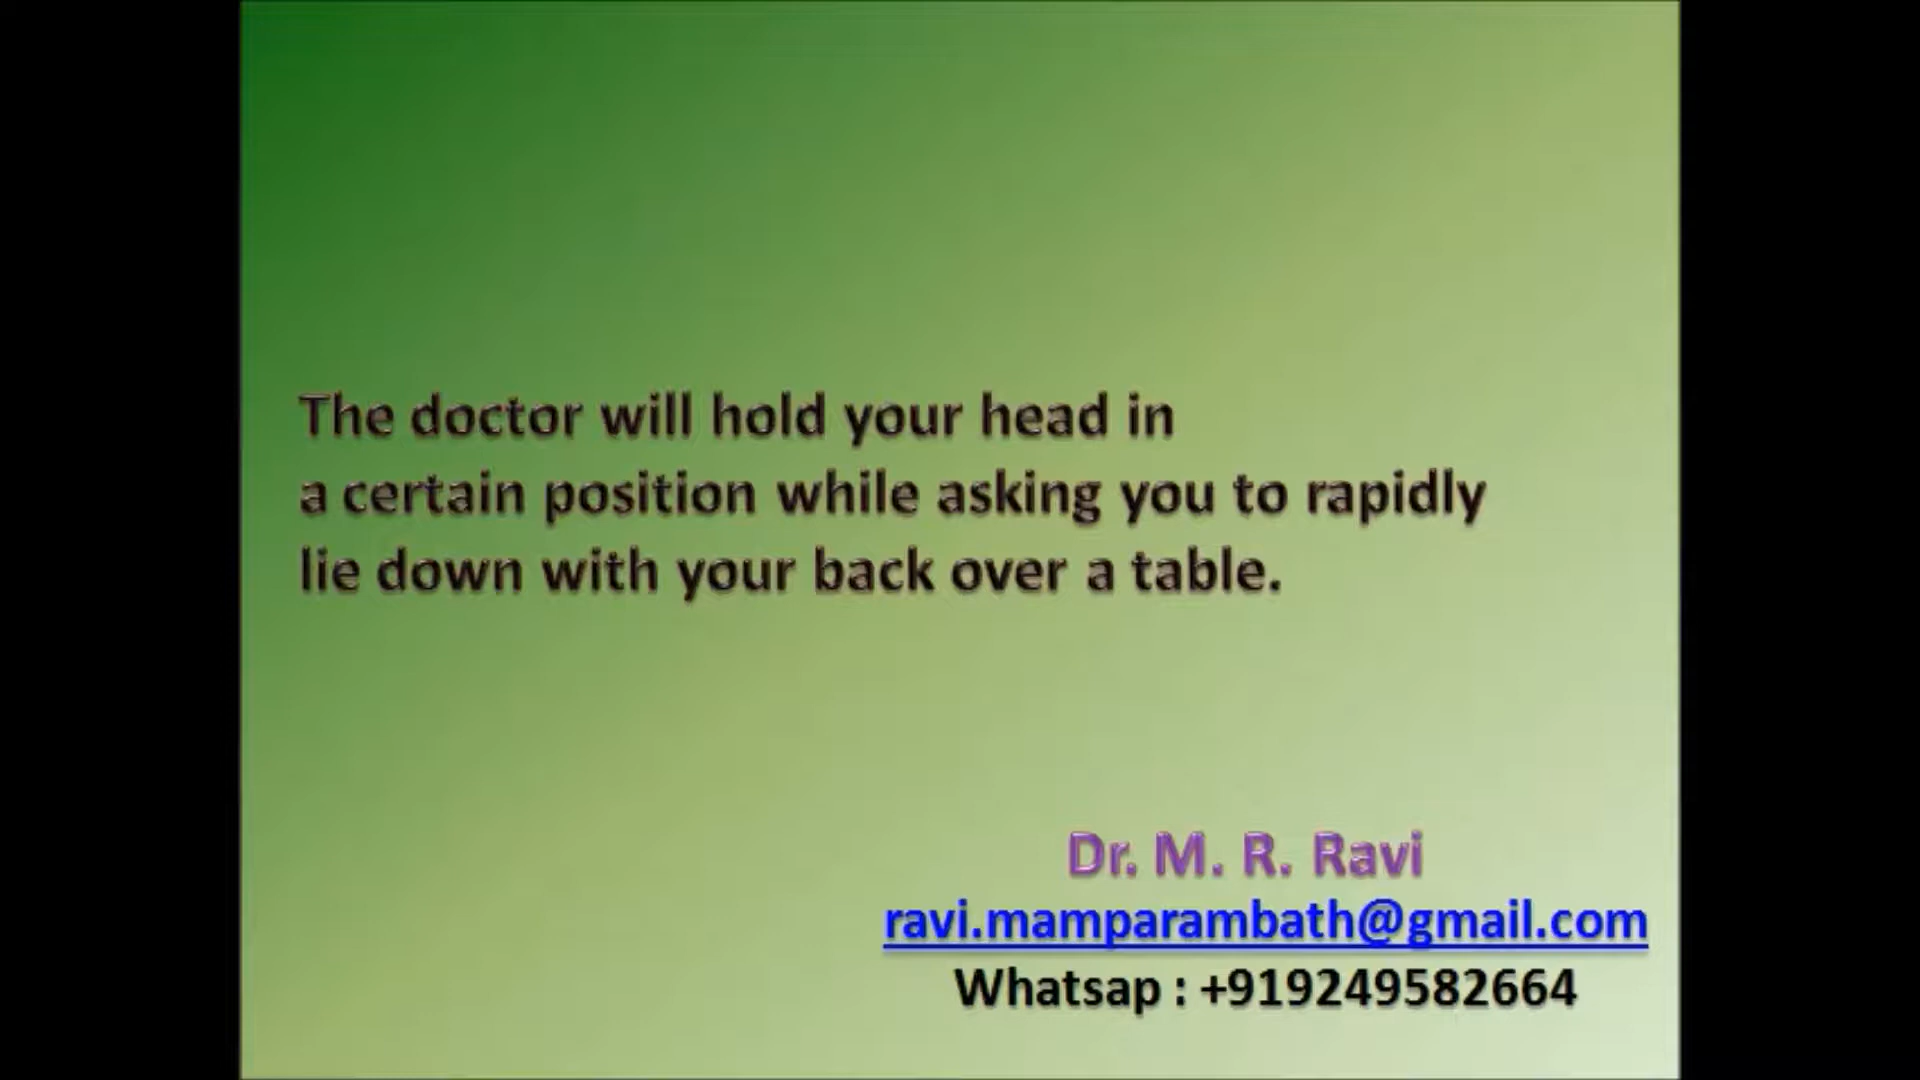 The doctor will hold your head in
a certain position while asking you to rapidly
lie down with your back over a table.
Dr. M. R. Ravi
ravi.mamparambath@gmail.com
Whatsap : +919249582664